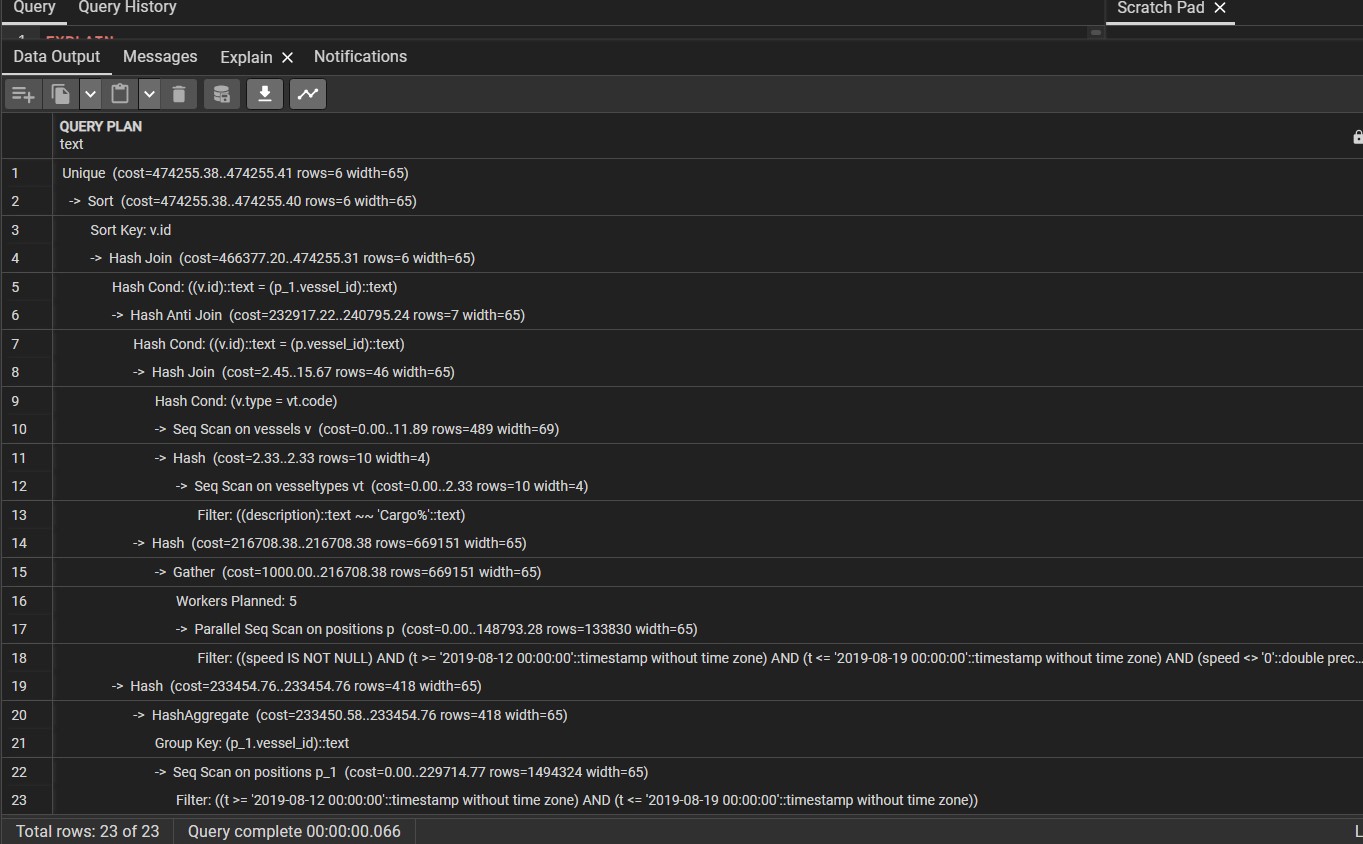 Query Query History Scratch Pad
Data Output Messages Explain Notifications
QUERY PLAN
text
1 Unique (cost=474255.38..474255.41 rows=6 width=65)
2 -> Sort (cost=474255.38..474255.40 rows=6 width=65)
3 Sort Key: v.id
4 -> Hash Join (cost=466377.20..474255.31 rows=6 width=65)
5 Hash Cond: ((v.id)::text = (p_1.vessel_id)::text)
6 -> Hash Anti Join (cost=232917.22..240795.24 rows=7 width=65)
7 Hash Cond: ((v.id)::text = (p.vessel_id)::text)
8 -> Hash Join (cost=2.45..15.67 rows=46 width=65)
9 Hash Cond: (v.type = vt.code)
10 -> Seq Scan on vessels v (cost=0.00..11.89 rows=489 width=69)
11 -> Hash (cost=2.33..2.33 rows=10 width=4)
12 -> Seq Scan on vesseltypes vt (cost=0.00..2.33 rows=10 width=4)
13 Filter: ((description)::text ~~ 'Cargo%'::text)
14 -> Hash (cost=216708.38..216708.38 rows=669151 width=65)
15 -> Gather (cost=1000.00..216708.38 rows=669151 width=65)
16 Workers Planned: 5
17 -> Parallel Seq Scan on positions p (cost=0.00..148793.28 rows=133830 width=65)
18 Filter: ((speed IS NOT NULL) AND (t >= '2019-08-12 00:00:00'::timestamp without time zone) AND (t <= '2019-08-19 00:00:00'::timestamp without time zone) AND (speed <> '0'::double prec...
19 -> Hash (cost=233454.76..233454.76 rows=418 width=65)
20 -> HashAggregate (cost=233450.58..233454.76 rows=418 width=65)
21 Group Key: (p_1.vessel_id)::text
22 -> Seq Scan on positions p_1 (cost=0.00..229714.77 rows=1494324 width=65)
23 Filter: ((t >= '2019-08-12 00:00:00'::timestamp without time zone) AND (t <= '2019-08-19 00:00:00'::timestamp without time zone))
Total rows: 23 of 23 Query complete 00:00:00.066 L